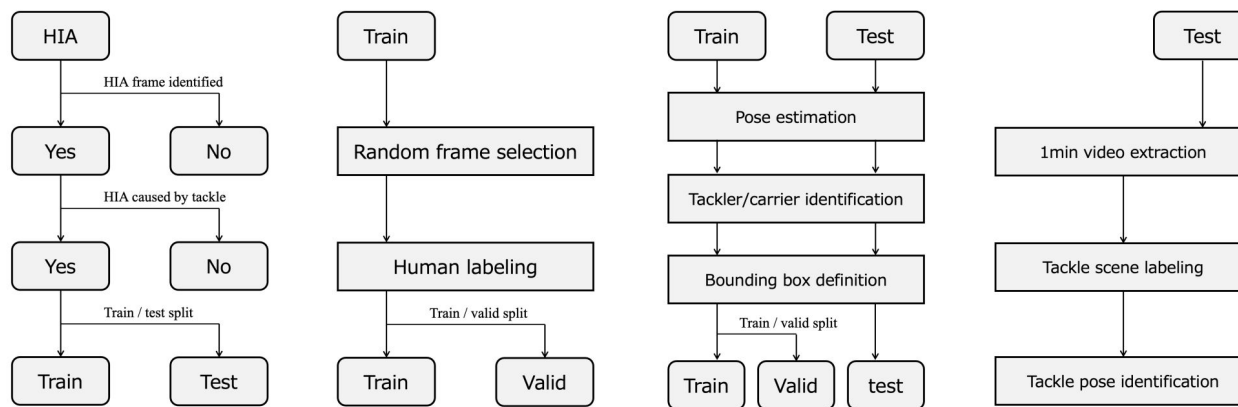 HIA
HIA frame identified
Yes
No
HIA caused by tackle
Yes
No
Train / test split
Train
Test
Train
Random frame selection
Human labeling
Train / valid split
Train
Valid
Train
Test
Pose estimation
Tackler/carrier identification
Bounding box definition
Train / valid split
Train
Valid
test
Test
1min video extraction
Tackle scene labeling
Tackle pose identification